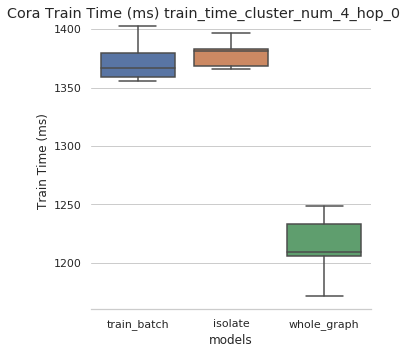 Cora Train Time (ms) train_time_cluster_num_4_hop_0
1400
1350
1300
1250
1200
Train Time (ms)
train_batch isolate whole_graph
models